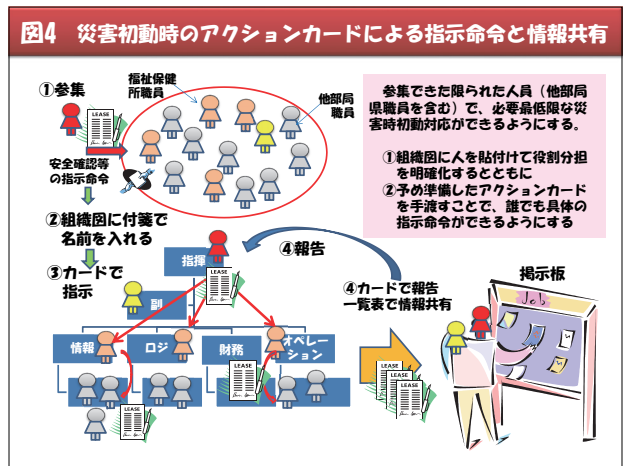 図4 災害初動時のアクションカードによる指示命令と情報共有
①参集
福祉保健
所職員
他部局
職員
LEASE
安全確認等
の指示命令
②組織図に付箋で
名前を入れる
③カードで
指示
参集できた限られた人員（他部局
県職員を含む）で、必要最低限な災
害時初動対応ができるようにする。
①組織図に人を貼付けて役割分担
を明確化するとともに
②予め準備したアクションカード
を手渡すことで、誰でも具体の
指示命令ができるようにする
指揮
LEASE
副
④報告
情報
ロジ
財務
オペレー
ション
LEASE
LEASE
④カードで報告
一覧表で情報共有
LEASE
LEASE
LEASE
掲示板
Job